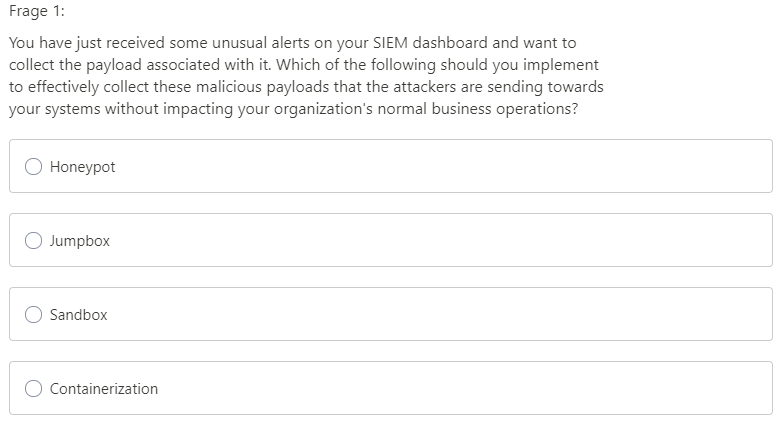 Frage 1:
You have just received some unusual alerts on your SIEM dashboard and want to
collect the payload associated with it. Which of the following should you implement
to effectively collect these malicious payloads that the attackers are sending towards
your systems without impacting your organization's normal business operations?
Honeypot
Jumpbox
Sandbox
Containerization